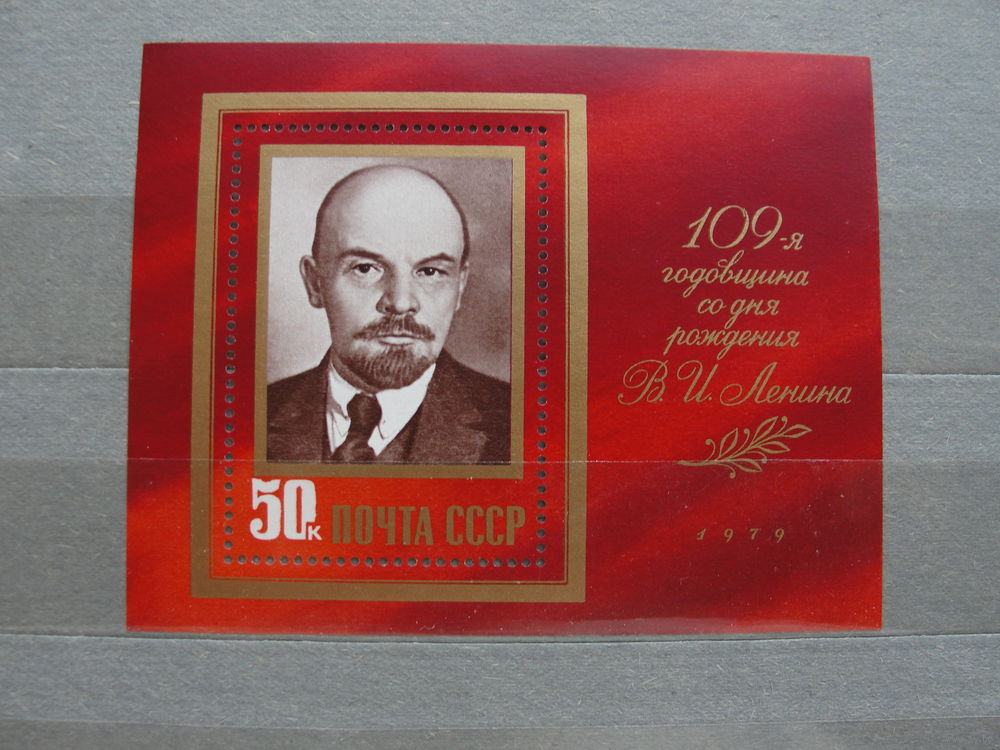 50к ПОЧТА СССР
109-я
годовщина
со дня
рождения
В. И. Ленина
1979